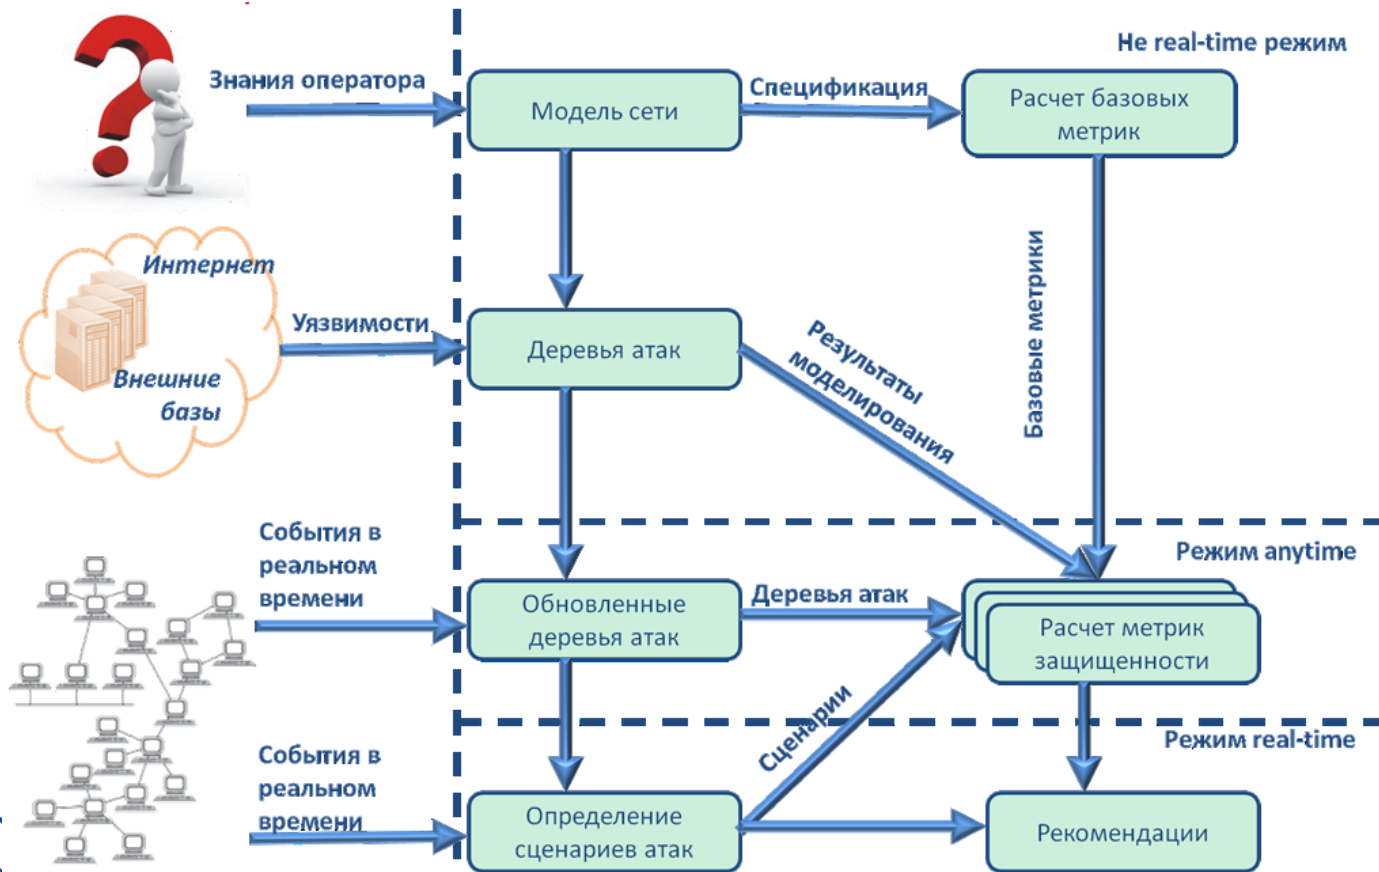 Не real-time режим
Знания оператора
Модель сети
Спецификация
Расчет базовых
метрик
Интернет
Внешние
базы
Уязвимости
Деревья атак
Результаты
моделирования
Базовые метрики
Режим anytime
События в
реальном
времени
Обновленные
деревья атак
Деревья атак
Расчет метрик
защищенности
Сценарии
Режим real-time
События в
реальном
времени
Определение
сценариев атак
Рекомендации